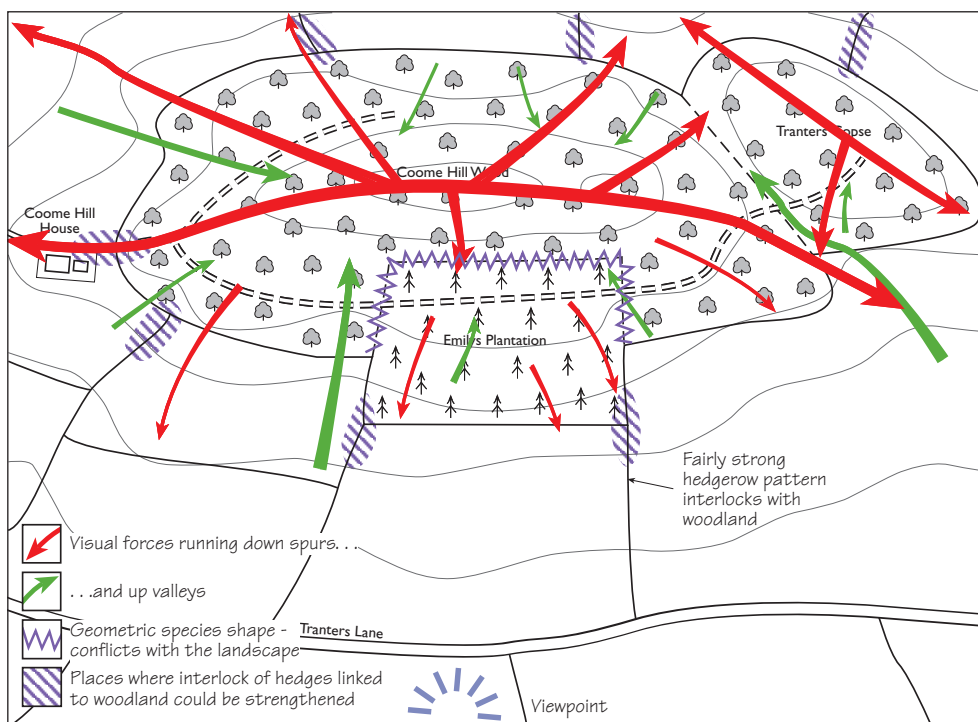 Tranters Copse
Coome Hill Wood
Coome Hill
House
Emilys Plantation
Fairly strong
hedgerow pattern
interlocks with
woodland
Visual forces running down spurs. . .
. . .and up valleys
Geometric species shape -
conflicts with the landscape
Tranters Lane
Places where interlock of hedges linked
to woodland could be strengthened
Viewpoint